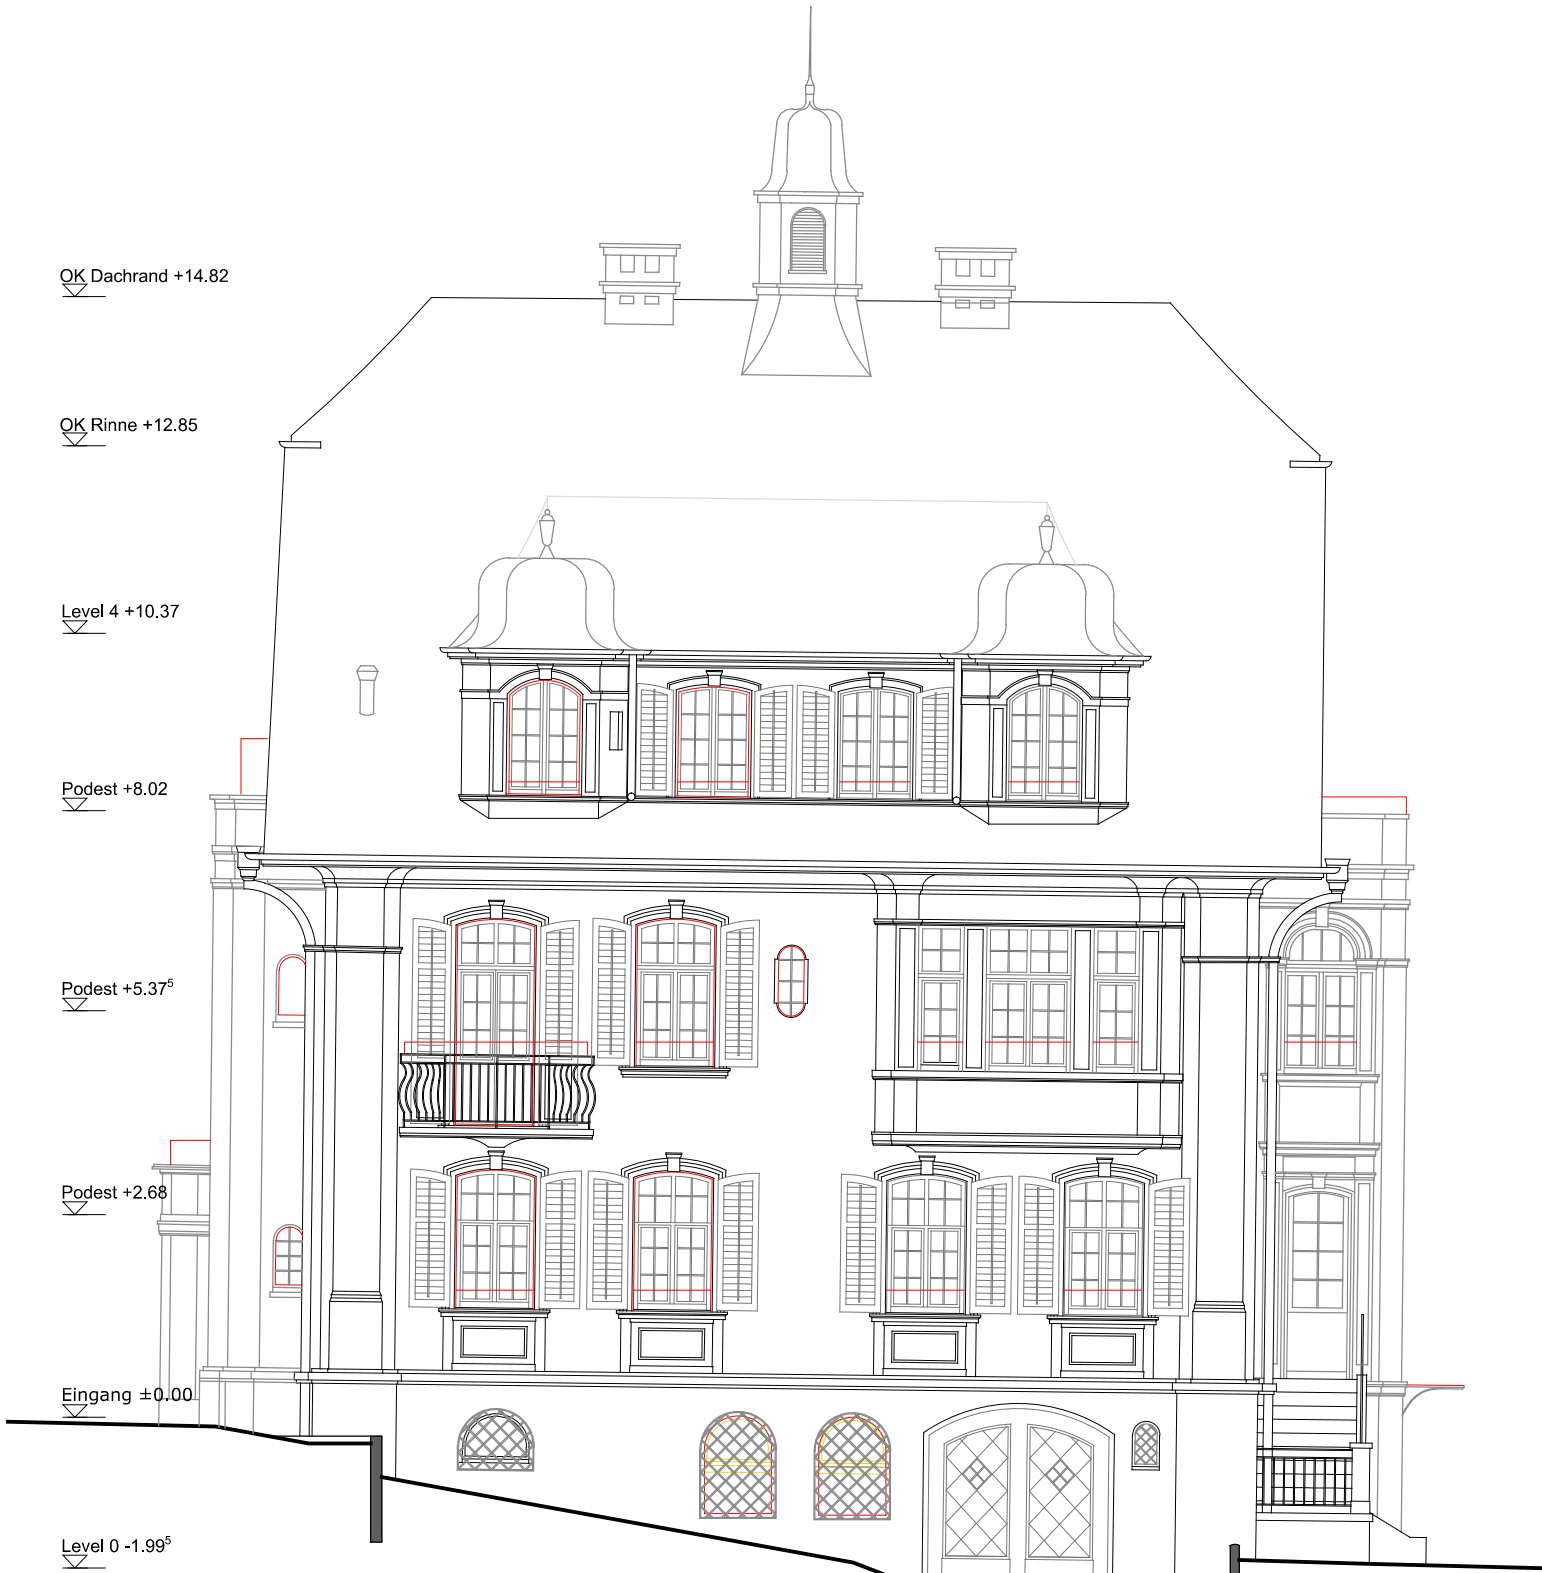 OK Dachrand +14.82
OK Rinne +12.85
Level 4 +10.37
Podest +8.02
Podest +5.37⁵
Podest +2.68
Eingang ±0.00
Level 0 -1.99⁵